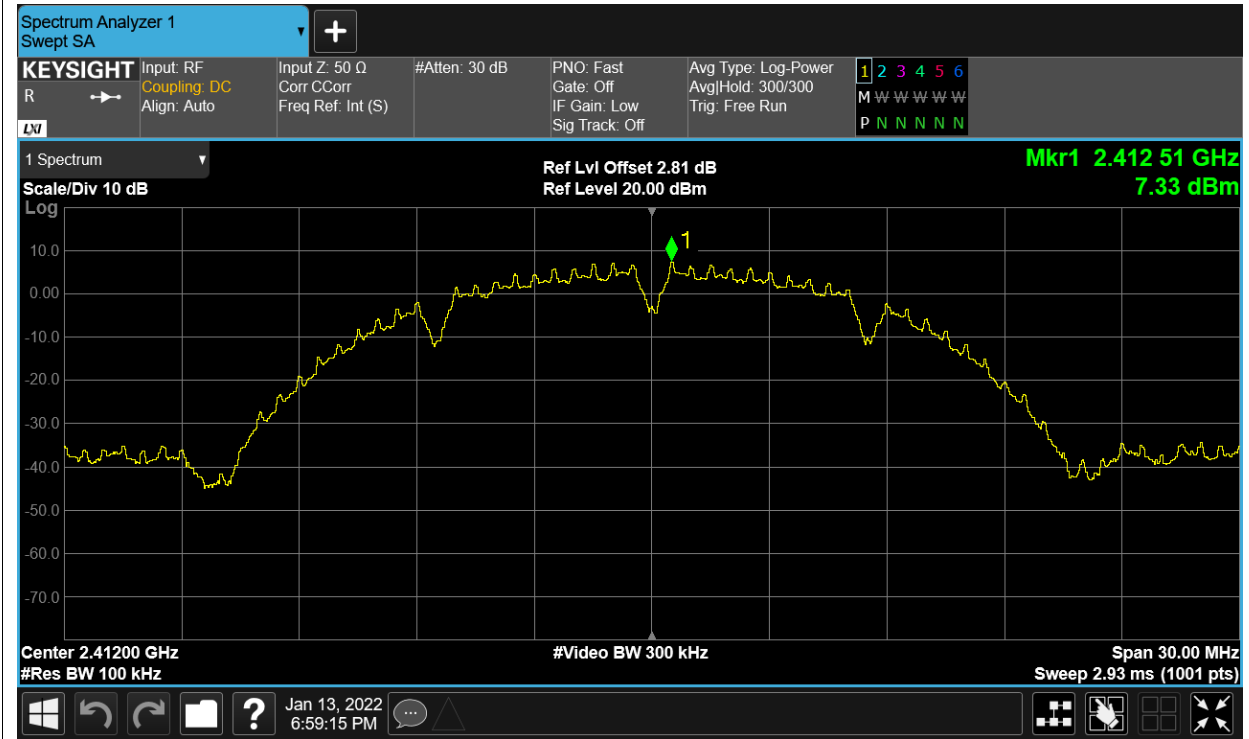 Spectrum Analyzer 1
Swept SA
KEYSIGHT
R
LXI
Input: RF
Coupling: DC
Align: Auto
Input Z: 50 Ω
Corr CCorr
Freq Ref: Int (S)
#Atten: 30 dB
PNO: Fast
Gate: Off
IF Gain: Low
Sig Track: Off
Avg Type: Log-Power
Avg|Hold: 300/300
Trig: Free Run
1 2 3 4 5 6
M W W W W W
P N N N N N
1 Spectrum
Scale/Div 10 dB
Ref Lvl Offset 2.81 dB
Ref Level 20.00 dBm
Mkr1 2.412 51 GHz
7.33 dBm
Log
1
10.0
0.00
-10.0
-20.0
-30.0
-40.0
-50.0
-60.0
-70.0
Center 2.41200 GHz
#Video BW 300 kHz
Span 30.00 MHz
#Res BW 100 kHz
Sweep 2.93 ms (1001 pts)
?
Jan 13, 2022
6:59:15 PM